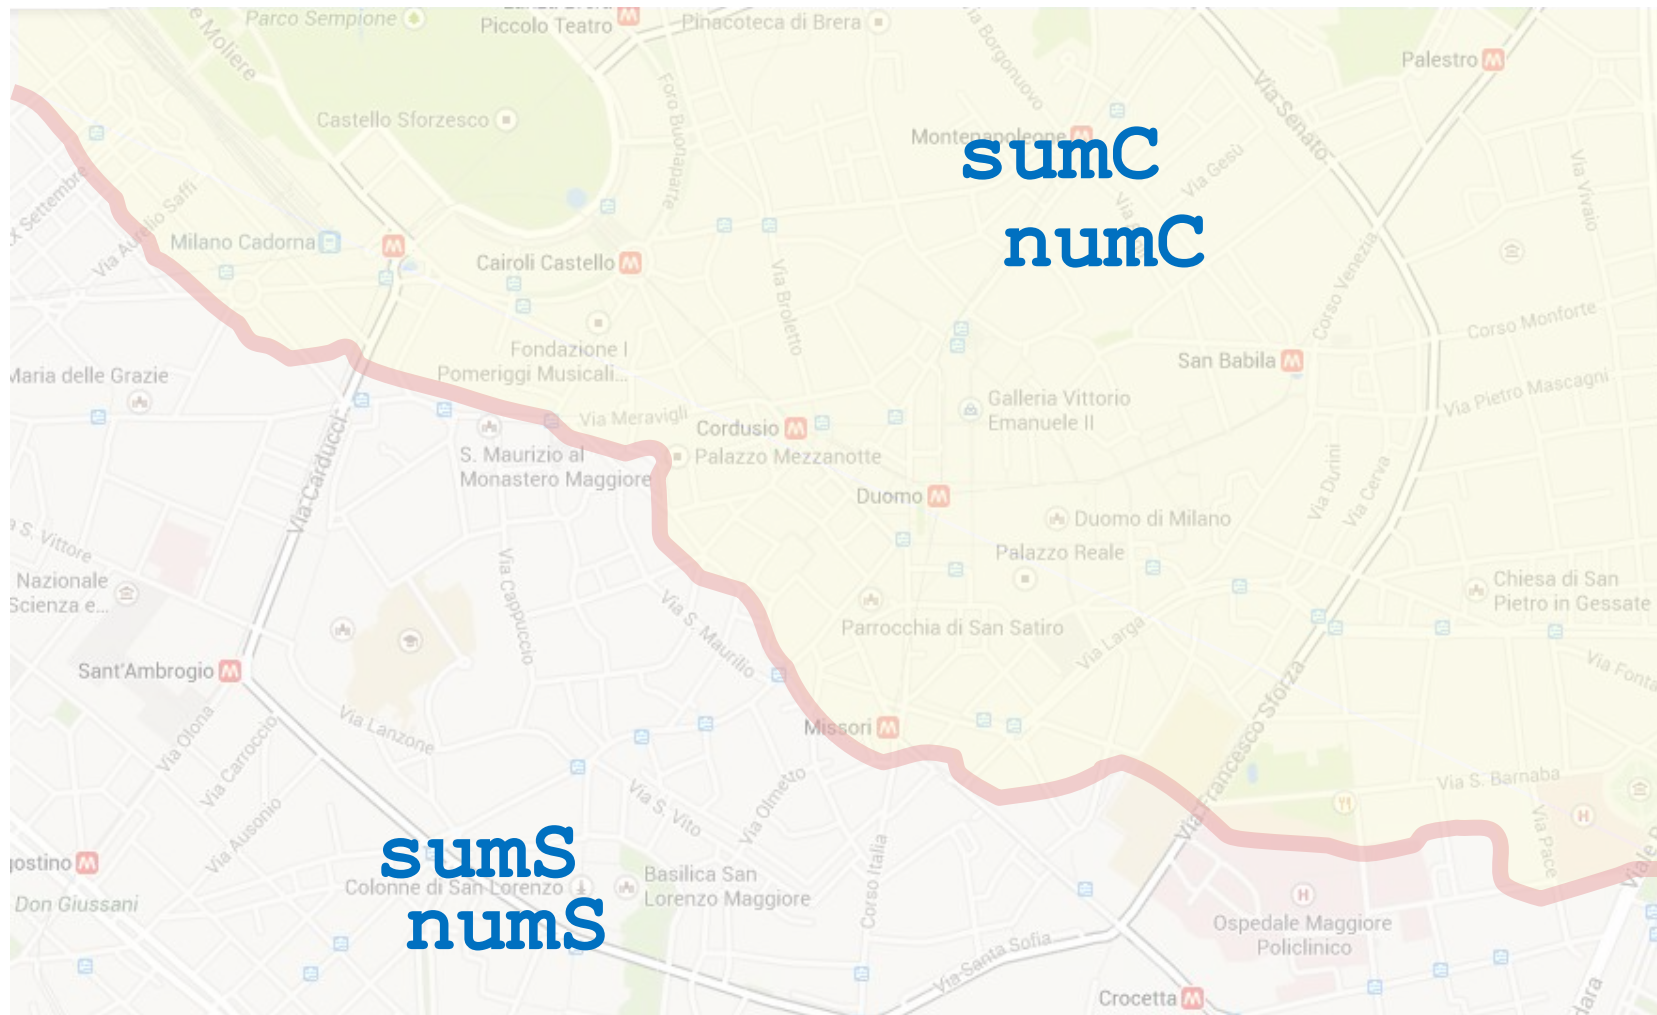 Parco Sempione
Piccolo Teatro
Pinacoteca di Brera
Via Borgonuovo
Palestro
Moliere
Foro Buonaparte
Castello Sforzesco
Via Senato
Montenapoleone
sumC
Via Gesù
Via Vivaio
numC
Settembre
Via Aurelio Saffi
Milano Cadorna
Cairoli Castello
Via Broletto
Corso Venezia
Corso Monforte
Fondazione I
Pomeriggi Musicali...
San Babila
Maria delle Grazie
Via Pietro Mascagni
Galleria Vittorio
Emanuele II
Via Meravigli
Cordusio
Palazzo Mezzanotte
S. Maurizio al
Monastero Maggiore
Via Carducci
Duomo
Duomo di Milano
Via Durini
Via Cerva
S. Vittore
Palazzo Reale
Nazionale
Scienza e...
Via Cappuccio
Via S. Maurilio
Chiesa di San
Pietro in Gessate
Parrocchia di San Satiro
Via Larga
Sant'Ambrogio
Via Fonta
Via Olona
Via Carroccio
Via Lanzone
Missori
Via Francesco Sforza
Via S. Barnaba
Via Ausonio
Via S. Vito
Via Olmetto
Via Pace
sumS
gostino
Colonne di San Lorenzo
Basilica San
Lorenzo Maggiore
Corso Italia
Viale
Don Giussani
numS
Ospedale Maggiore
Policlinico
Via Santa Sofia
Crocetta
dara